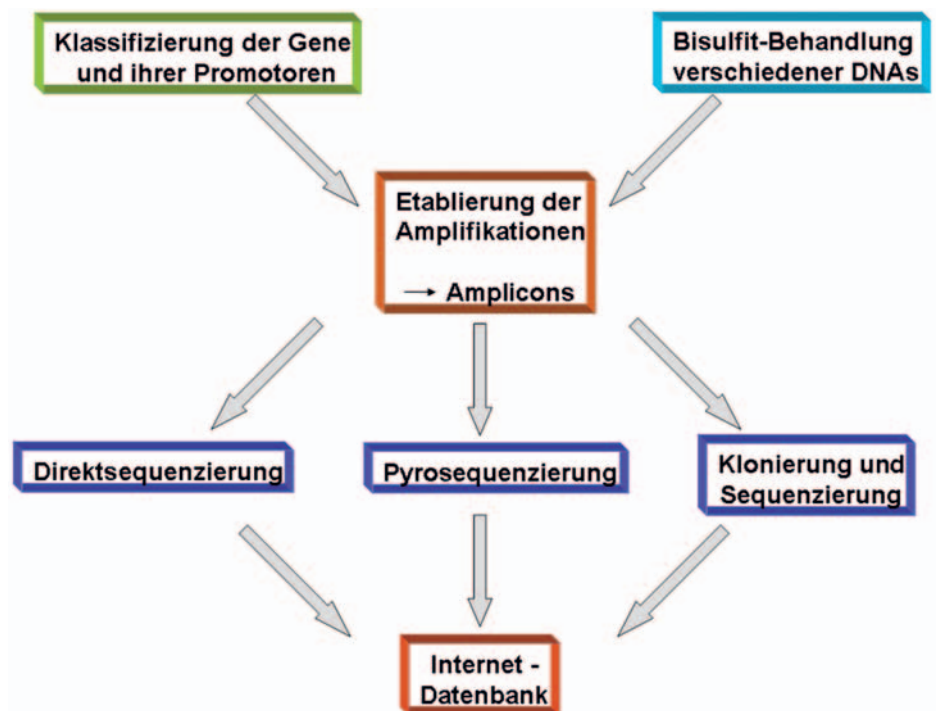 Klassifizierung der Gene
und ihrer Promotoren
Bisulfit-Behandlung
verschiedener DNAs
Etablierung der
Amplifikationen
→ Amplicons
Direktsequenzierung
Pyrosequenzierung
Klonierung und
Sequenzierung
Internet -
Datenbank